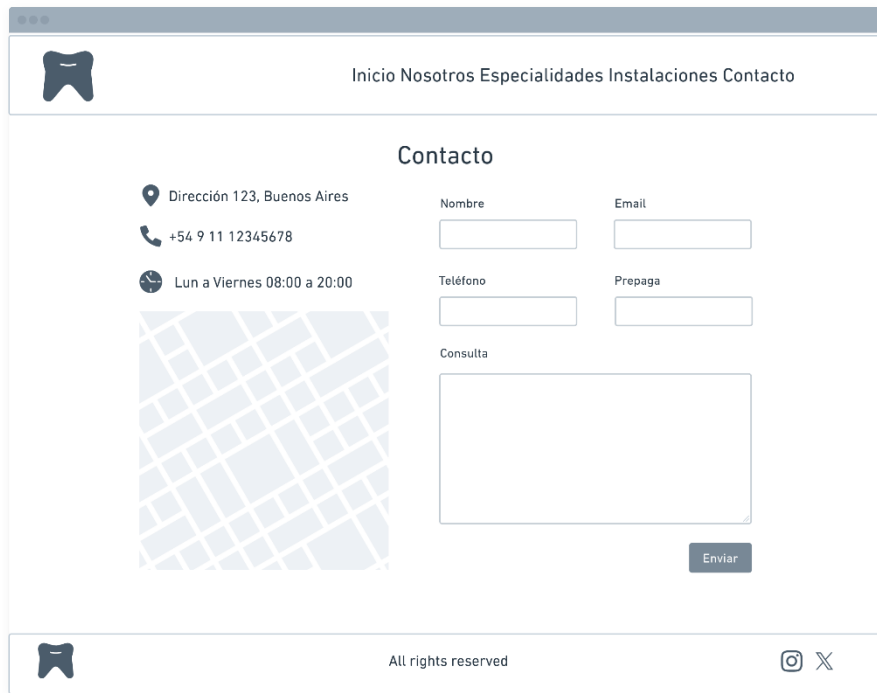 Inicio Nosotros Especialidades Instalaciones Contacto
Contacto
Dirección 123, Buenos Aires
+54 9 11 12345678
Lun a Viernes 08:00 a 20:00
Nombre
Email
Teléfono
Prepaga
Consulta
Enviar
All rights reserved